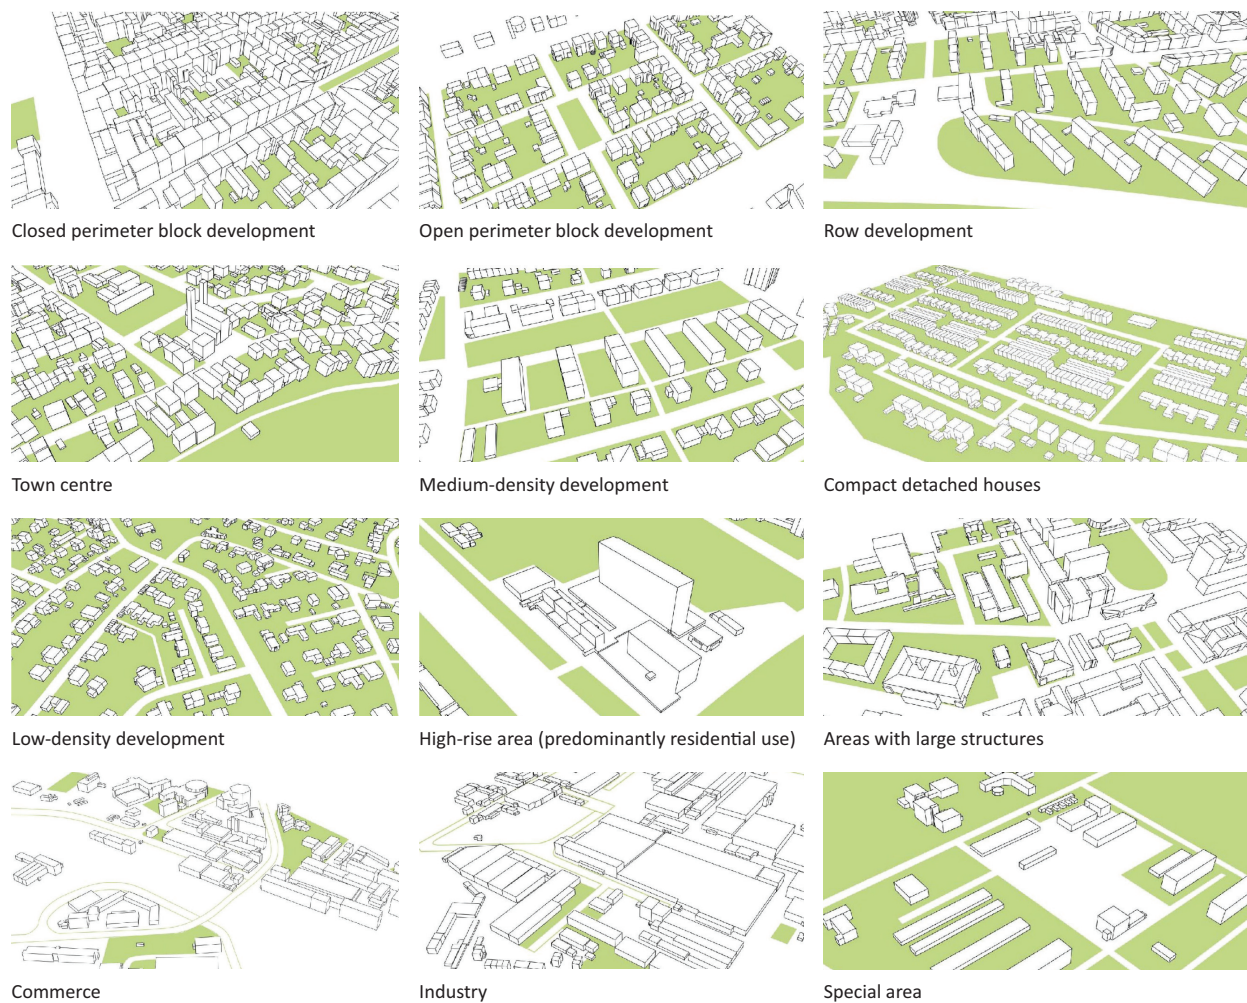 Closed perimeter block development
Open perimeter block development
Row development
Town centre
Medium-density development
Compact detached houses
Low-density development
High-rise area (predominantly residential use)
Areas with large structures
Commerce
Industry
Special area